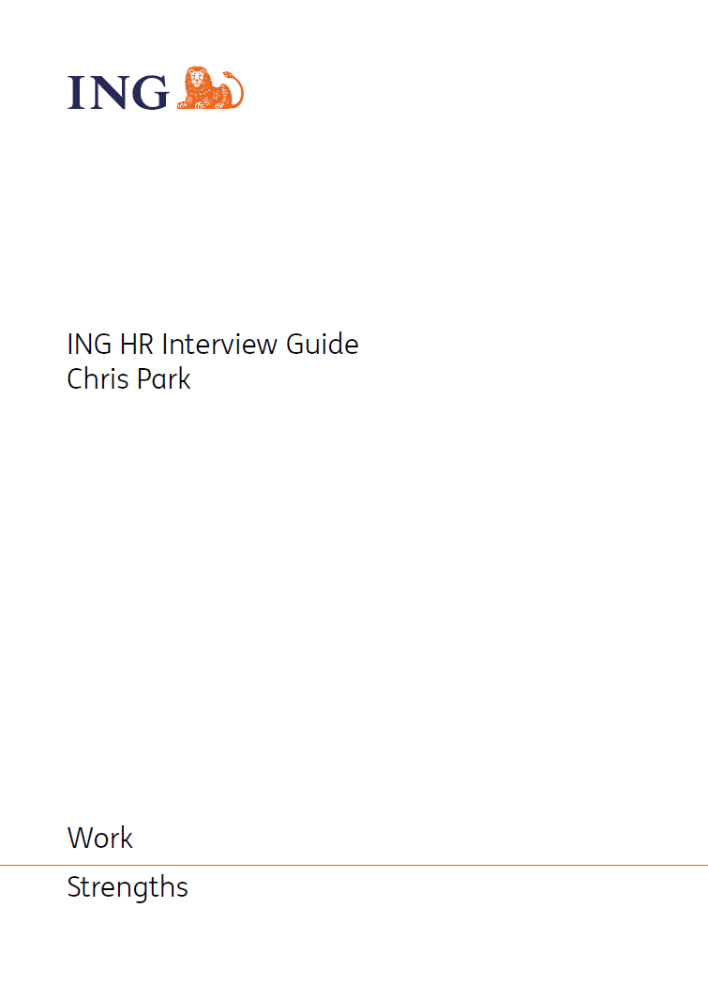 ING
ING HR Interview Guide
Chris Park
Work
Strengths